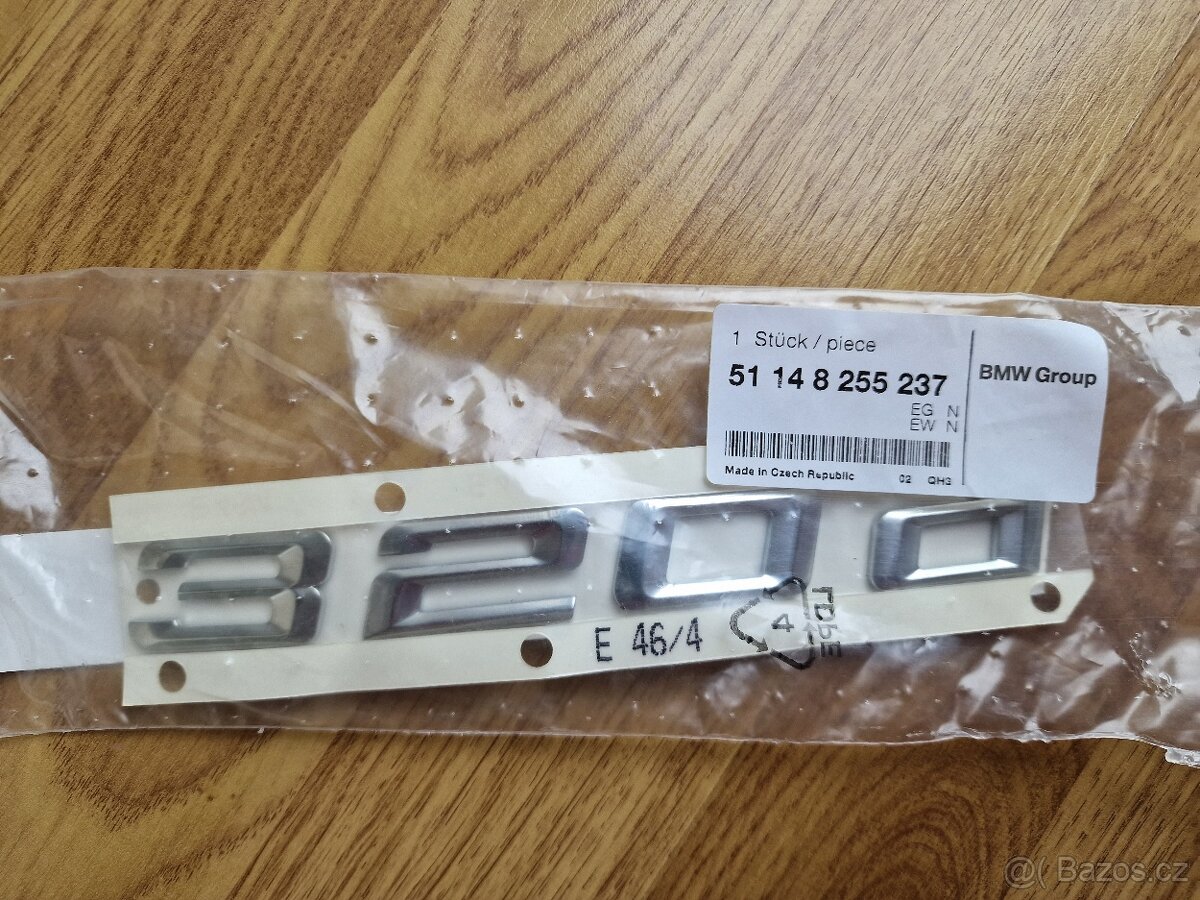 1 Stück / piece
51 14 8 255 237
EG N
EW N
Made in Czech Republic 02 QH3
BMW Group
320d
E 46/4
4
LDPE
@( Bazos.cz